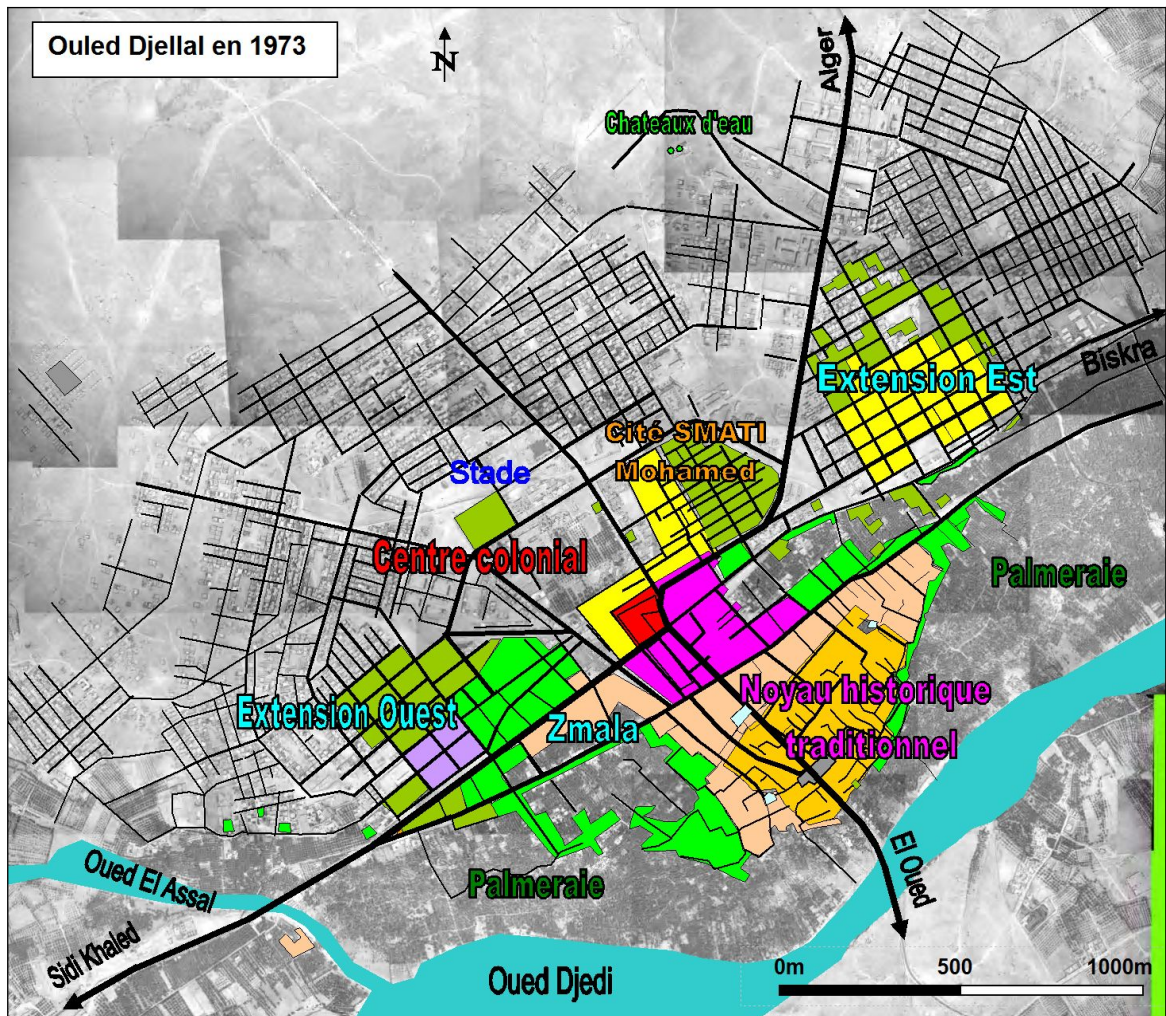 Ouled Djellal en 1973
N
Alger
Chateaux d'eau
Biskra
Extension Est
Cité SMATI
Mohamed
Stade
Centre colonial
Palmeraie
Noyau historique
traditionnel
Extension Ouest
Zmala
El Oued
Oued El Assal
Palmeraie
Sidi Khaled
Oued Djedi
0m 500 1000m